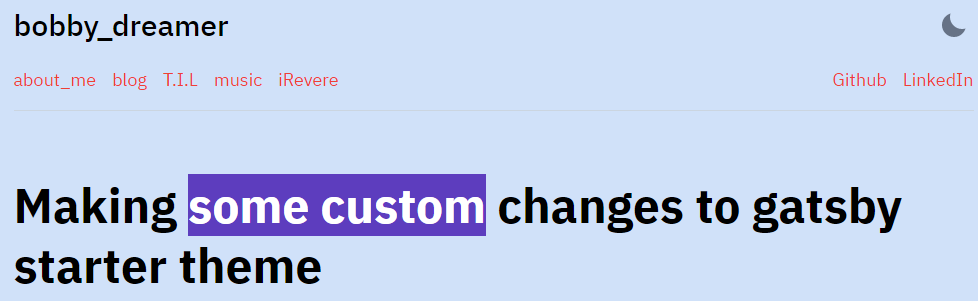 bobby_dreamer
about_me blog T.I.L music iRevere Github LinkedIn
Making some custom changes to gatsby
starter theme